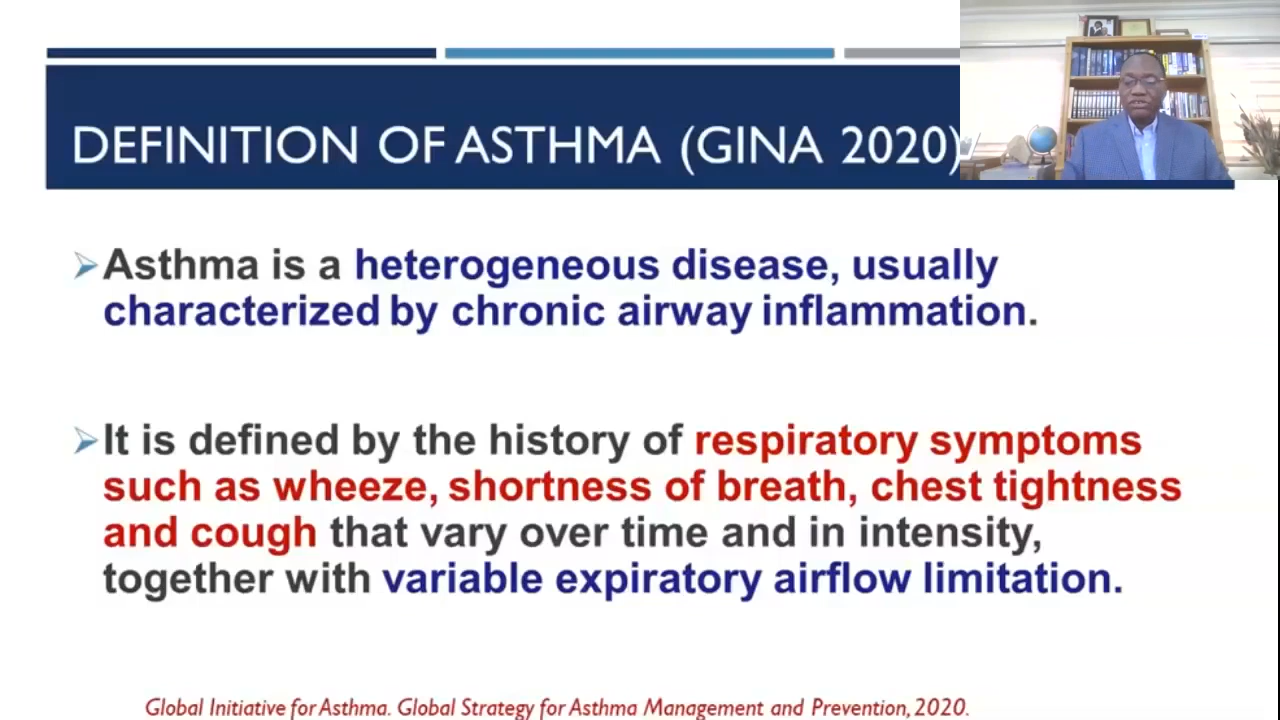 DEFINITION OF ASTHMA (GINA 2020)
Asthma is a heterogeneous disease, usually
characterized by chronic airway inflammation.
It is defined by the history of respiratory symptoms
such as wheeze, shortness of breath, chest tightness
and cough that vary over time and in intensity,
together with variable expiratory airflow limitation.
Global Initiative for Asthma. Global Strategy for Asthma Management and Prevention, 2020.